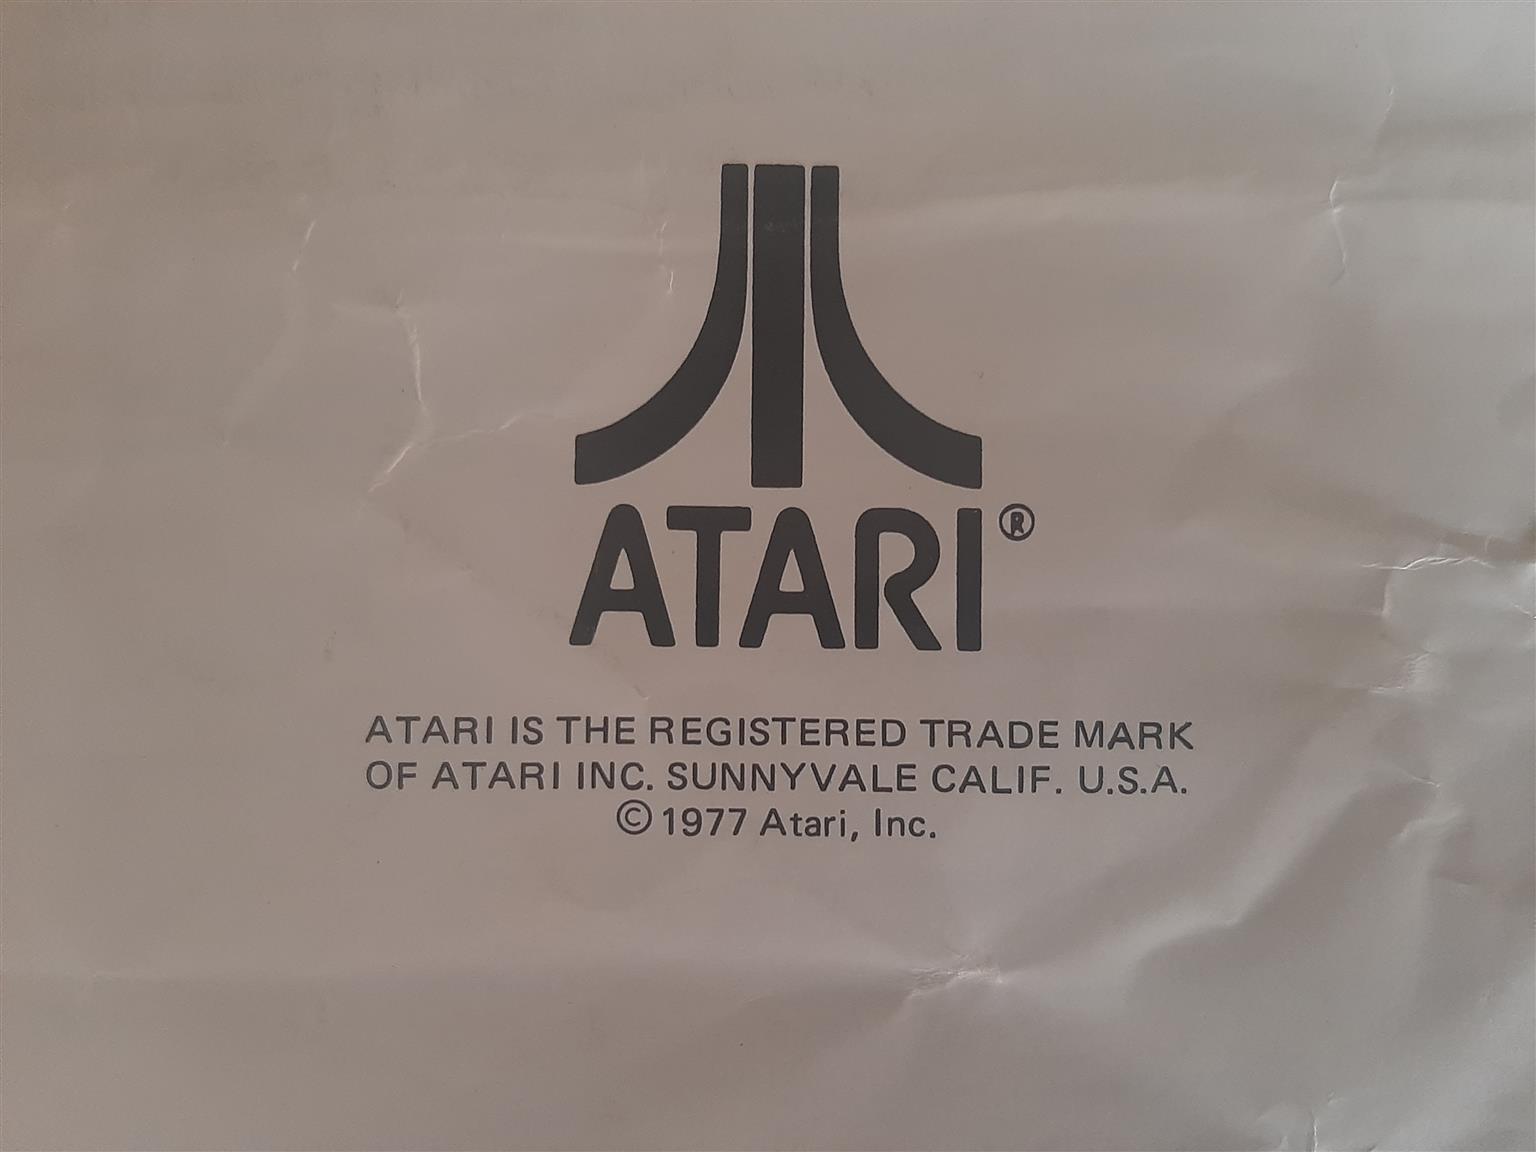 ATARI®
ATARI IS THE REGISTERED TRADE MARK
OF ATARI INC. SUNNYVALE CALIF. U.S.A.
© 1977 Atari, Inc.